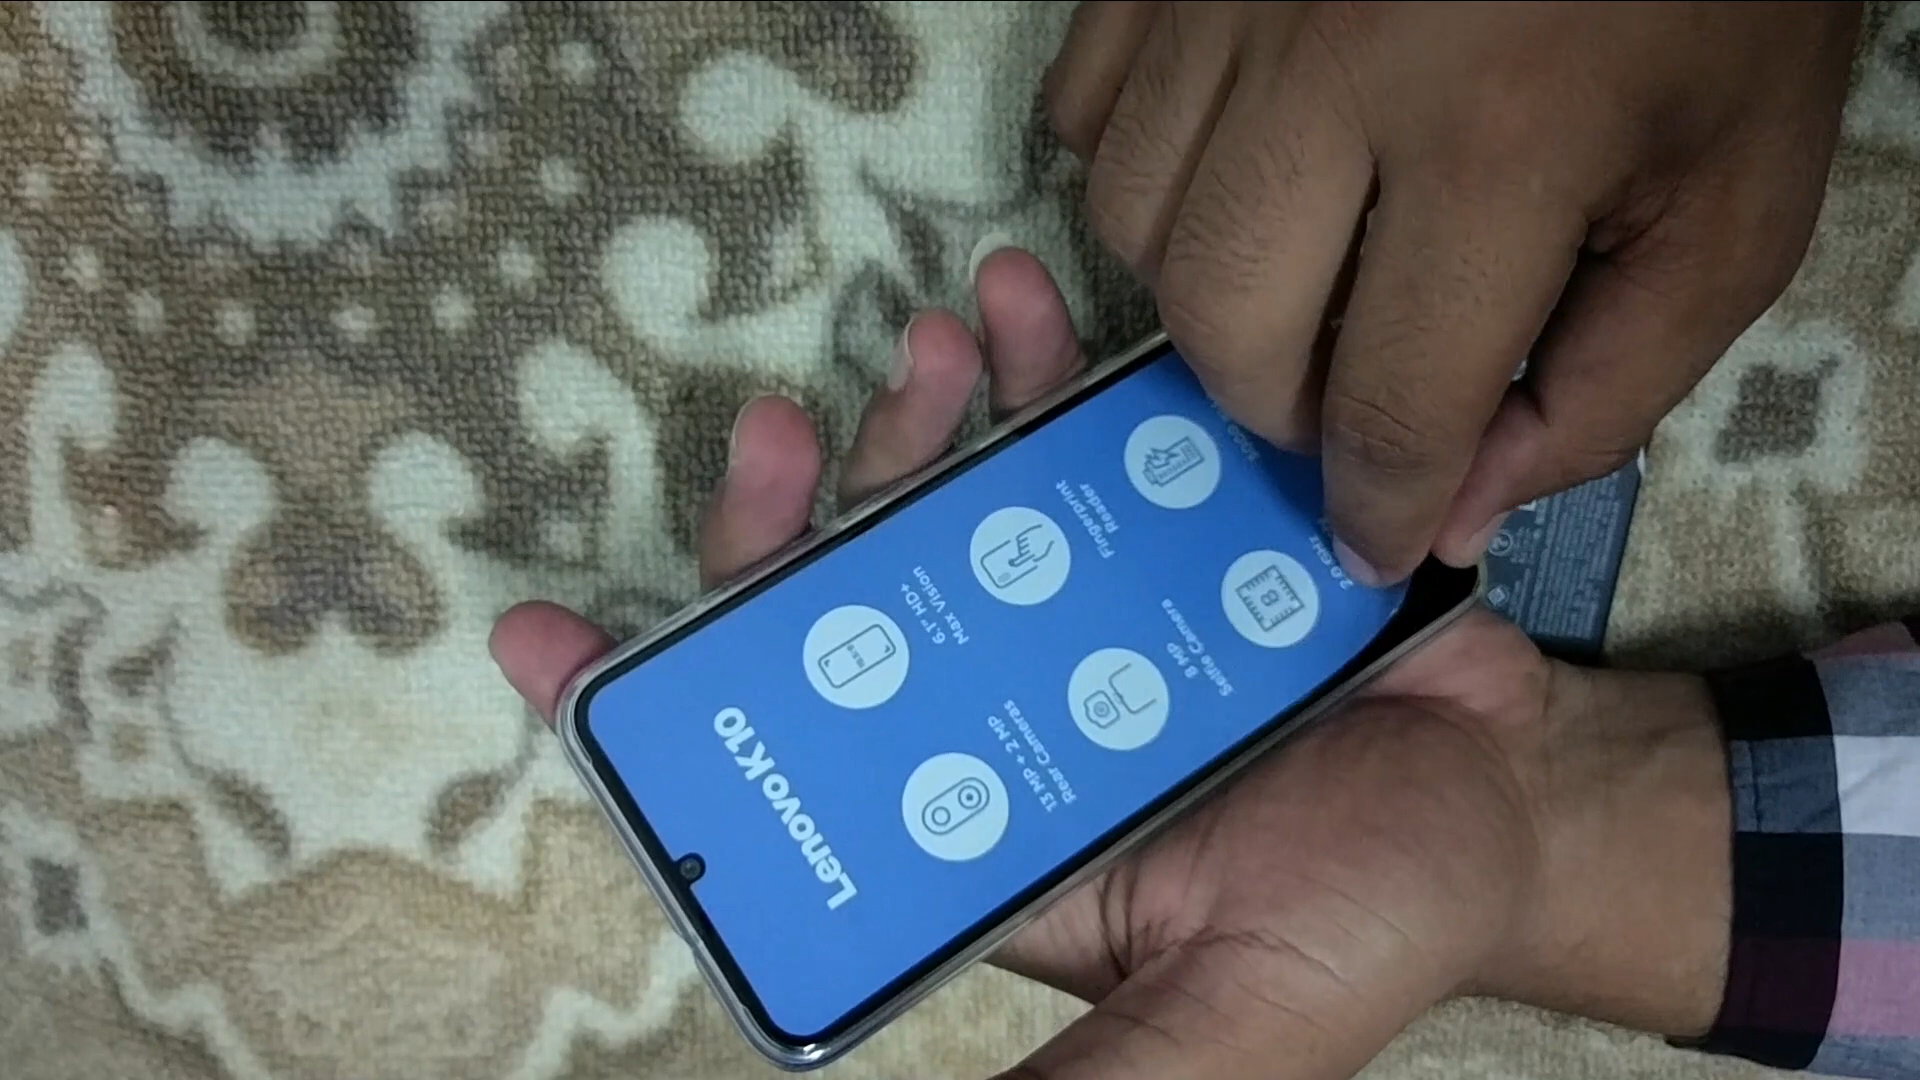 Lenovo K10
13 MP + 2 MP
Rear Cameras
6.1" HD+
Max Vision
8 MP
Selfie Camera
Fingerprint
Reader
2.0 GHz